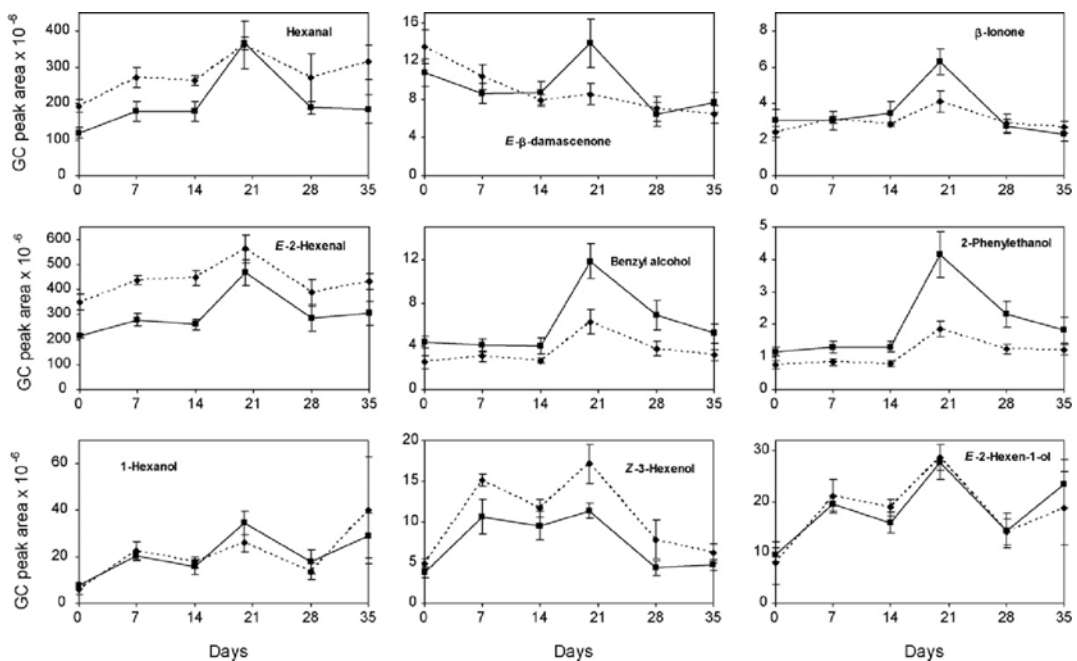 Hexanal
GC peak area x 10-6
400
300
200
100
0
0 7 14 21 28 35
E-β-damascenone
16
12
8
4
0
0 7 14 21 28 35
β-Ionone
8
6
4
2
0
0 7 14 21 28 35
E-2-Hexenal
GC peak area x 10-6
600
500
400
300
200
100
0
0 7 14 21 28 35
Benzyl alcohol
12
8
4
0
0 7 14 21 28 35
2-Phenylethanol
5
4
3
2
1
0
0 7 14 21 28 35
1-Hexanol
GC peak area x 10-6
60
40
20
0
0 7 14 21 28 35
Days
Z-3-Hexenol
20
15
10
5
0
0 7 14 21 28 35
Days
E-2-Hexen-1-ol
30
20
10
0
0 7 14 21 28 35
Days